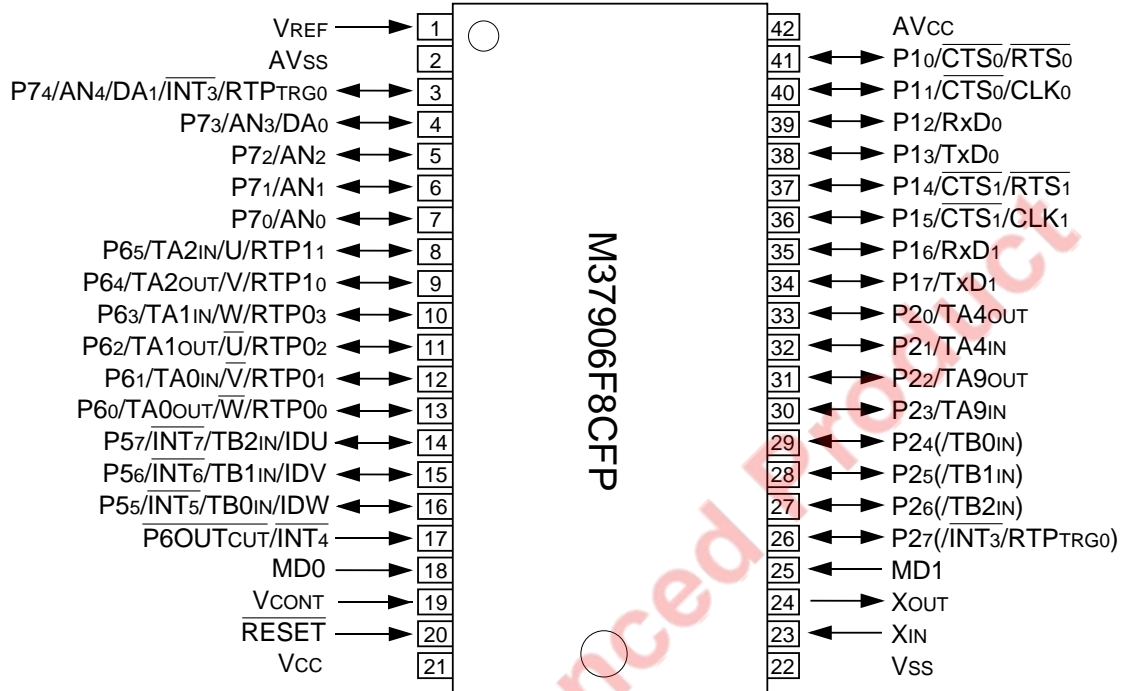 VREF 1
AVSS 2
P74/AN4/DA1/INT3/RTPTRG0 3
P73/AN3/DA0 4
P72/AN2 5
P71/AN1 6
P70/AN0 7
P65/TA2IN/U/RTP11 8
P64/TA2OUT/V/RTP10 9
P63/TA1IN/W/RTP03 10
P62/TA1OUT/U/RTP02 11
P61/TA0IN/V/RTP01 12
P60/TA0OUT/W/RTP00 13
P57/INT7/TB2IN/IDU 14
P56/INT6/TB1IN/IDV 15
P55/INT5/TB0IN/IDW 16
P6OUTCUT/INT4 17
MD0 18
VCONT 19
RESET 20
VCC 21
M37906F8CFP
42 AVCC
41 P10/CTS0/RTS0
40 P11/CTS0/CLK0
39 P12/RxD0
38 P13/TxD0
37 P14/CTS1/RTS1
36 P15/CTS1/CLK1
35 P16/RxD1
34 P17/TxD1
33 P20/TA4OUT
32 P21/TA4IN
31 P22/TA9OUT
30 P23/TA9IN
29 P24(/TB0IN)
28 P25(/TB1IN)
27 P26(/TB2IN)
26 P27(/INT3/RTPTRG0)
25 MD1
24 XOUT
23 XIN
22 VSS
nced Product